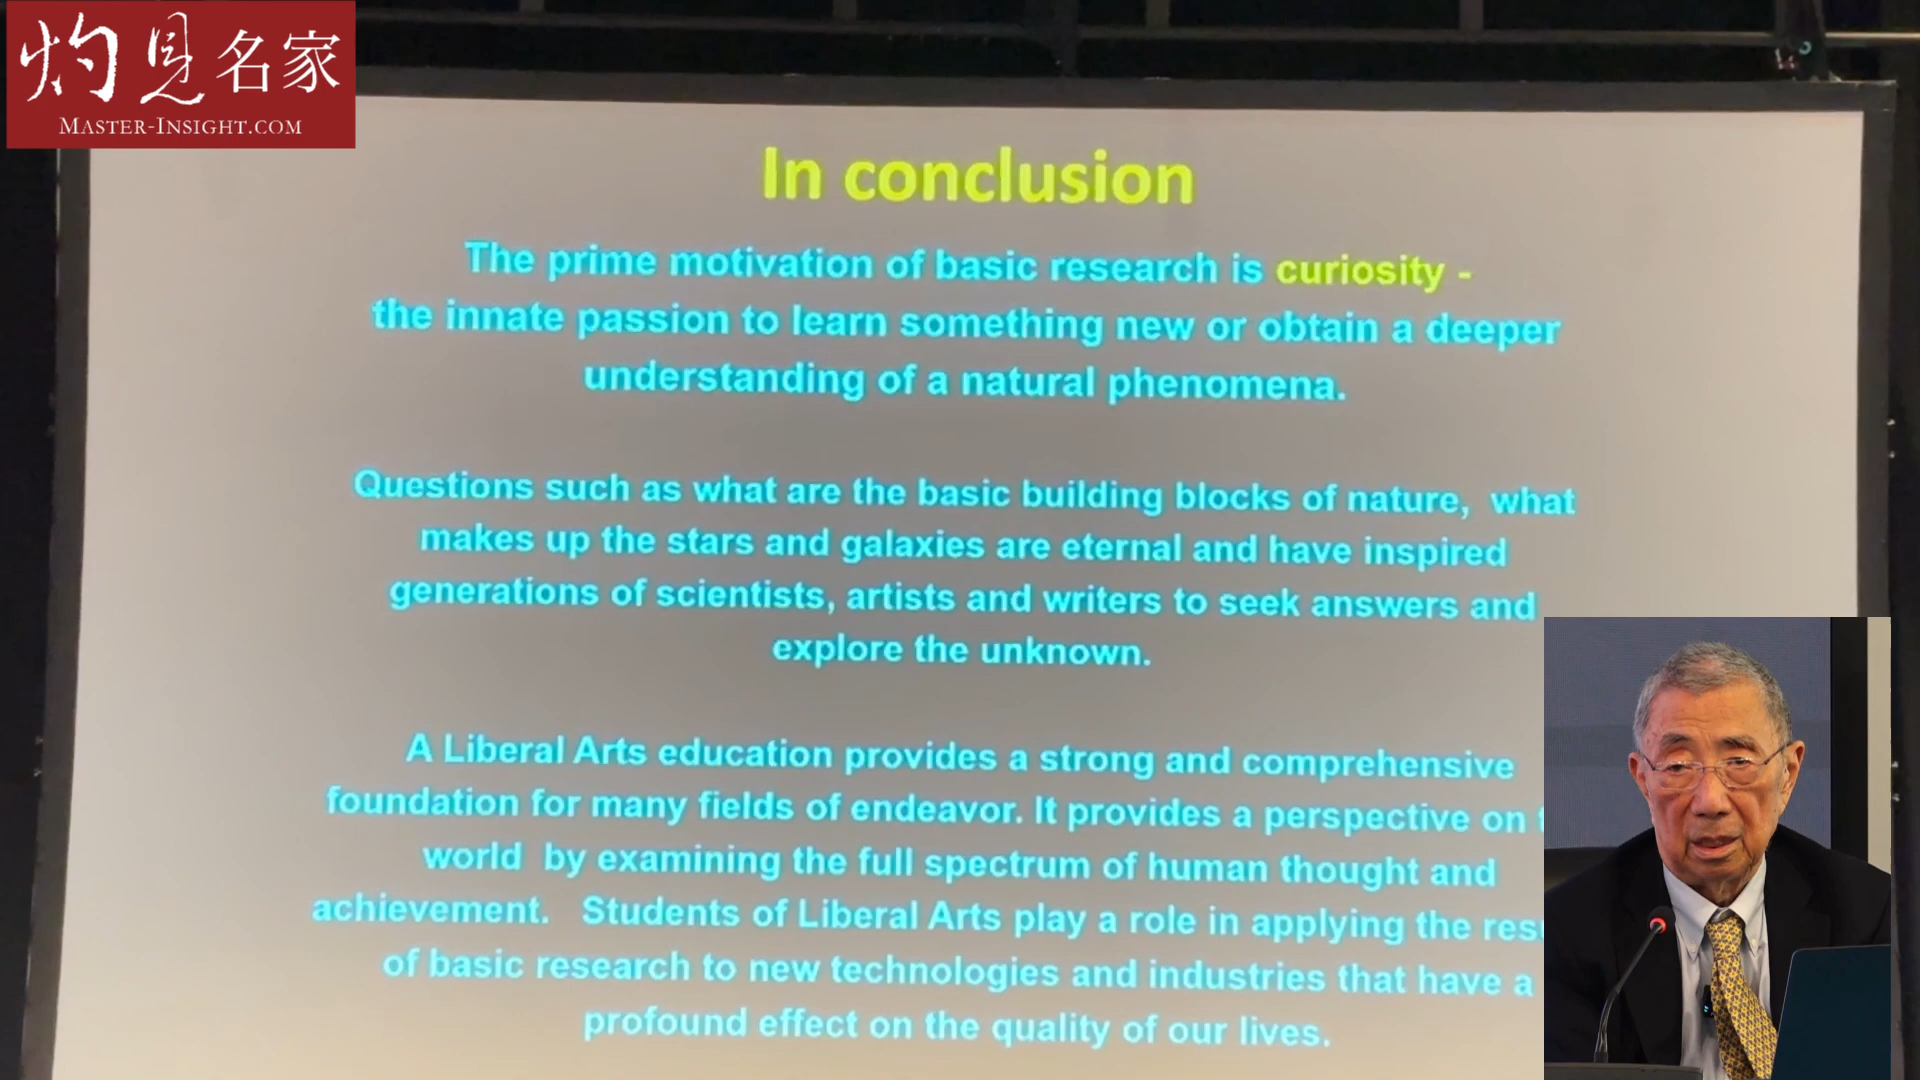 灼見名家
MASTER-INSIGHT.COM
In conclusion
The prime motivation of basic research is curiosity -
the innate passion to learn something new or obtain a deeper
understanding of a natural phenomena.
Questions such as what are the basic building blocks of nature, what
makes up the stars and galaxies are eternal and have inspired
generations of scientists, artists and writers to seek answers and
explore the unknown.
A Liberal Arts education provides a strong and comprehensive
foundation for many fields of endeavor. It provides a perspective on
world by examining the full spectrum of human thought and
achievement. Students of Liberal Arts play a role in applying the
of basic research to new technologies and industries that have a
profound effect on the quality of our lives.